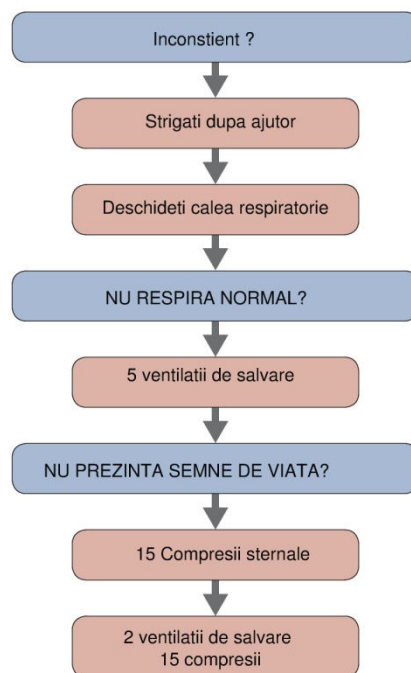 Inconstient ?
Strigati dupa ajutor
Deschideti calea respiratorie
NU RESPIRA NORMAL?
5 ventilatii de salvare
NU PREZINTA SEMNE DE VIATA?
15 Compresii sternale
2 ventilatii de salvare
15 compresii